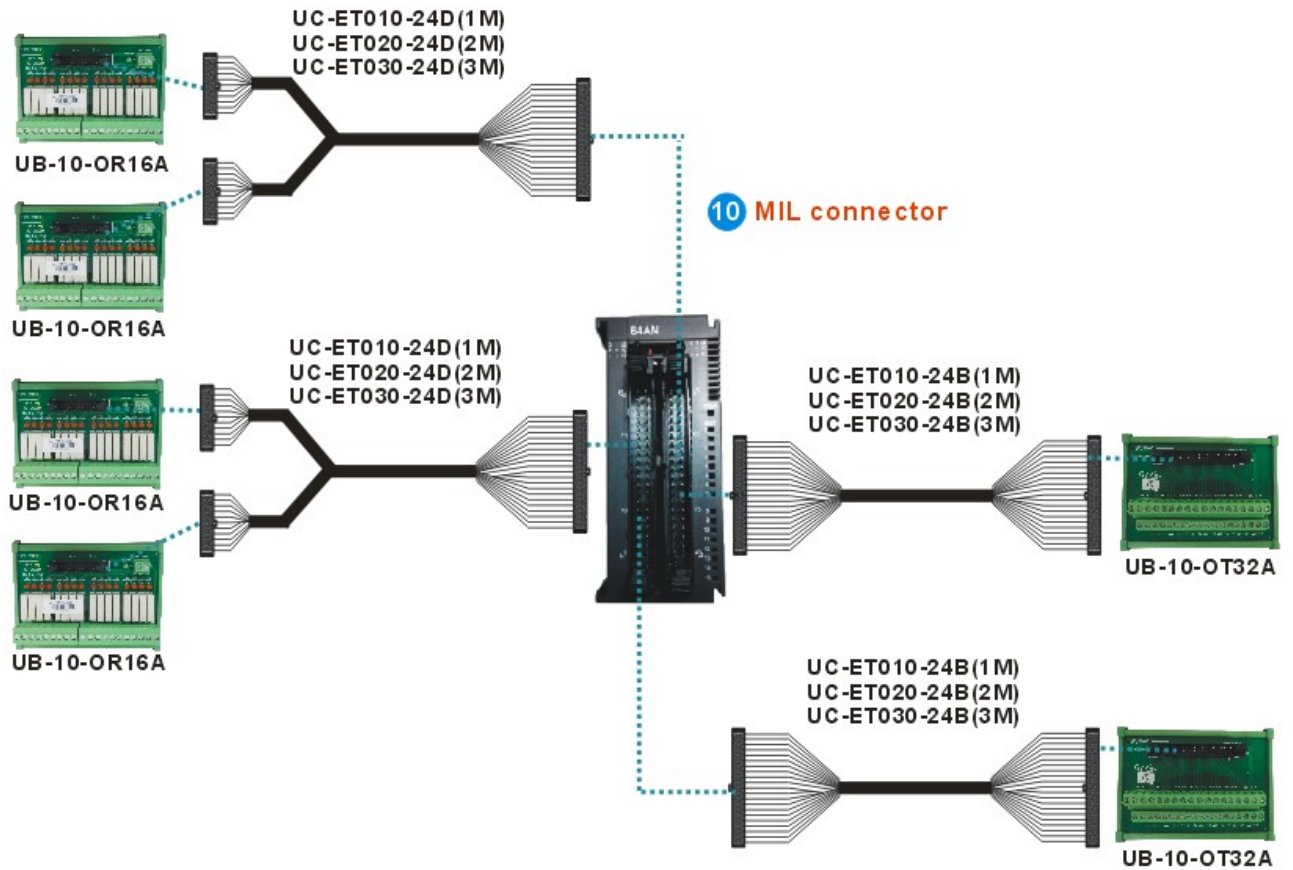 UC-ET010-24D(1M)
UC-ET020-24D(2M)
UC-ET030-24D(3M)
UB-10-OR16A
UB-10-OR16A
10 MIL connector
64AN
UC-ET010-24D(1M)
UC-ET020-24D(2M)
UC-ET030-24D(3M)
UB-10-OR16A
UB-10-OR16A
UC-ET010-24B(1M)
UC-ET020-24B(2M)
UC-ET030-24B(3M)
UB-10-OT32A
UC-ET010-24B(1M)
UC-ET020-24B(2M)
UC-ET030-24B(3M)
UB-10-OT32A